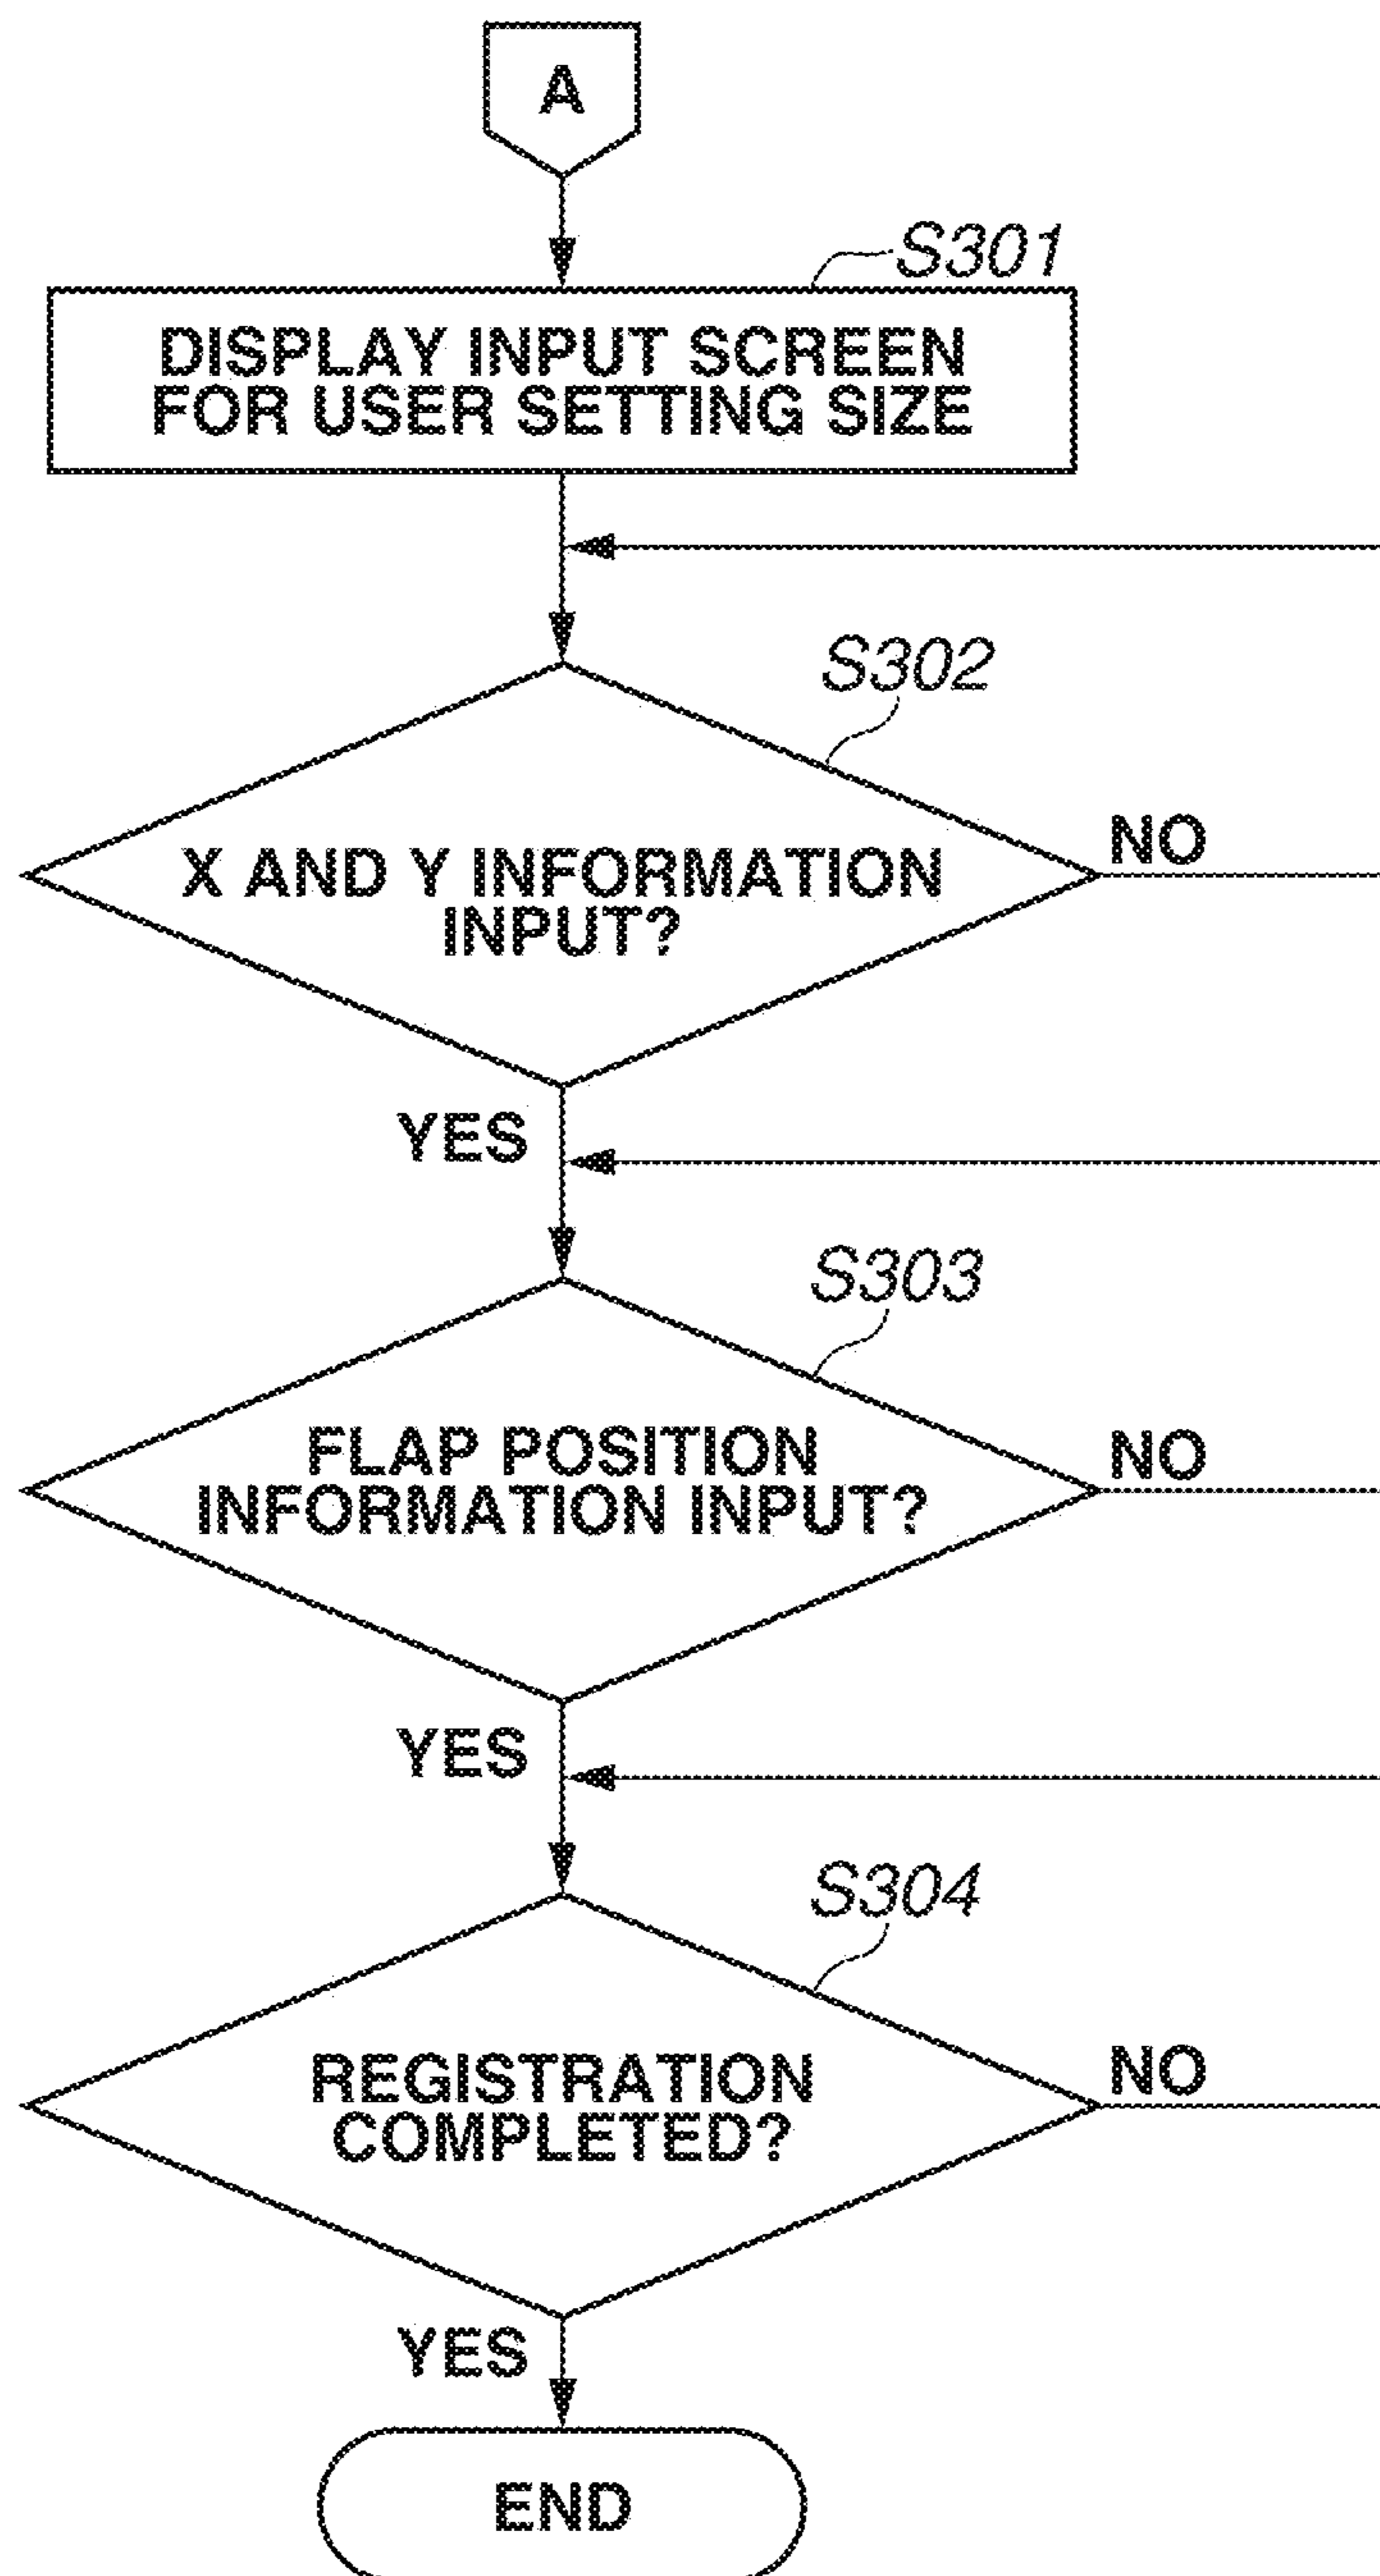 A
S301
DISPLAY INPUT SCREEN
FOR USER SETTING SIZE
S302
X AND Y INFORMATION
INPUT?
NO
YES
S303
FLAP POSITION
INFORMATION INPUT?
NO
YES
S304
REGISTRATION
COMPLETED?
NO
YES
END